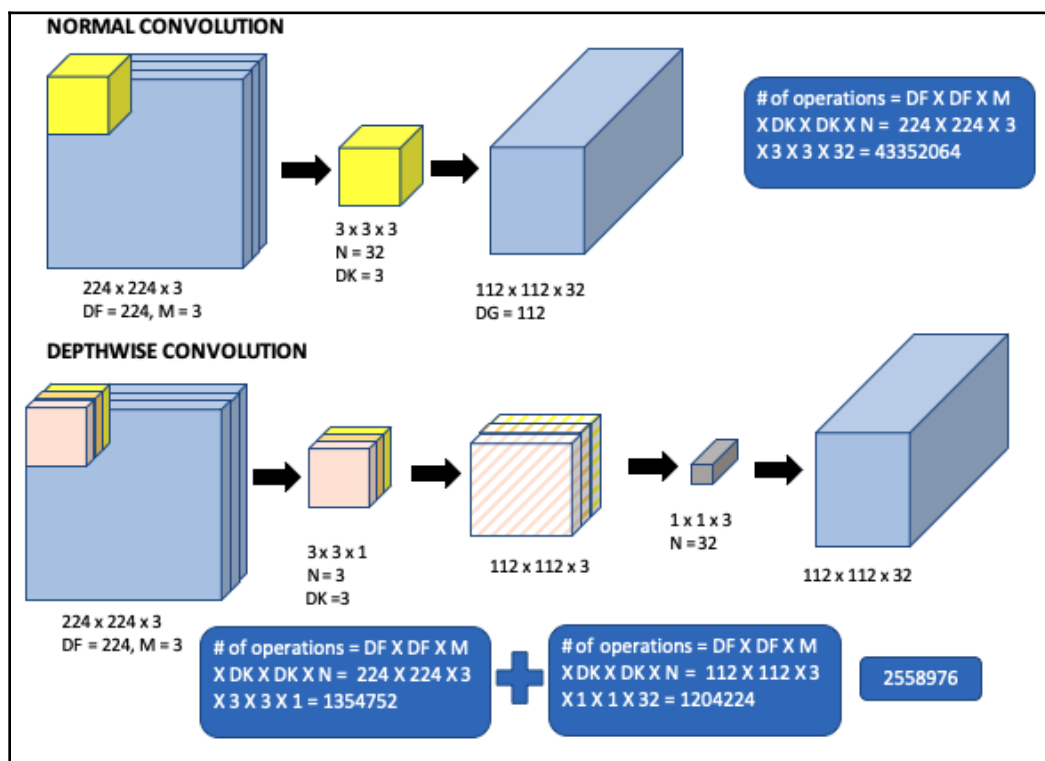 NORMAL CONVOLUTION
# of operations = DF X DF X M
X DK X DK X N = 224 X 224 X 3
X 3 X 3 X 32 = 43352064
3 x 3 x 3
N = 32
DK = 3
224 x 224 x 3
DF = 224, M = 3
112 x 112 x 32
DG = 112
DEPTHWISE CONVOLUTION
3 x 3 x 1
N = 3
DK =3
112 x 112 x 3
1 x 1 x 3
N = 32
112 x 112 x 32
224 x 224 x 3
DF = 224, M = 3
# of operations = DF X DF X M
X DK X DK X N = 224 X 224 X 3
X 3 X 3 X 1 = 1354752
# of operations = DF X DF X M
X DK X DK X N = 112 X 112 X 3
X 1 X 1 X 32 = 1204224
2558976